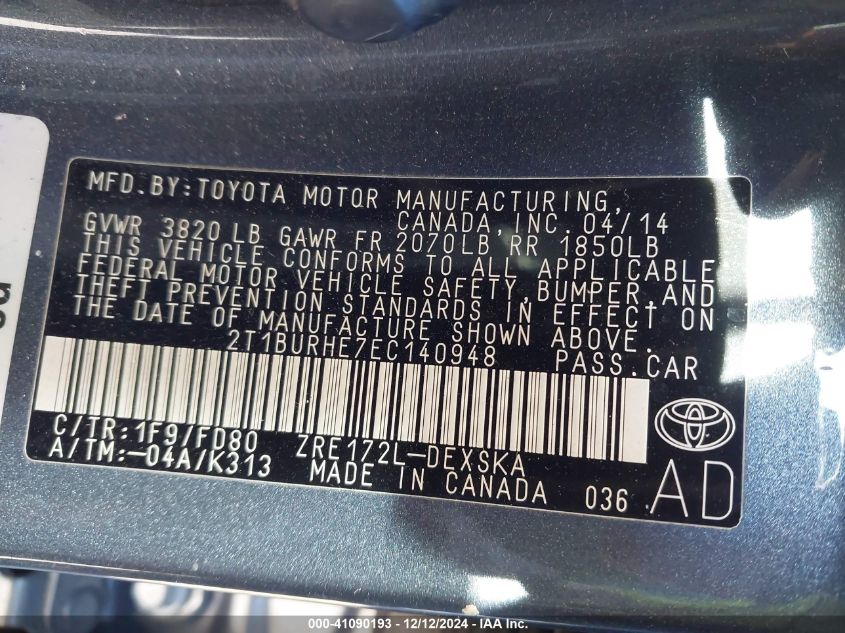 MFD.BY:TOYOTA MOTOR MANUFACTURING,
CANADA,INC. 04/14
GVWR 3820 LB GAWR FR 2070LB RR 1850LB
THIS VEHICLE CONFORMS TO ALL APPLICABLE
FEDERAL MOTOR VEHICLE SAFETY,BUMPER,AND
THEFT PREVENTION STANDARDS IN EFFECT ON
THE DATE OF MANUFACTURE SHOWN ABOVE.
2T1BURHE7EC140948 PASS.CAR
C/TR:1F9/FD80 ZRE172L-DEXSKA
A/TM:-04A/K313 MADE IN CANADA 036 AD
000-41090193 - 12/12/2024 - IAA Inc.